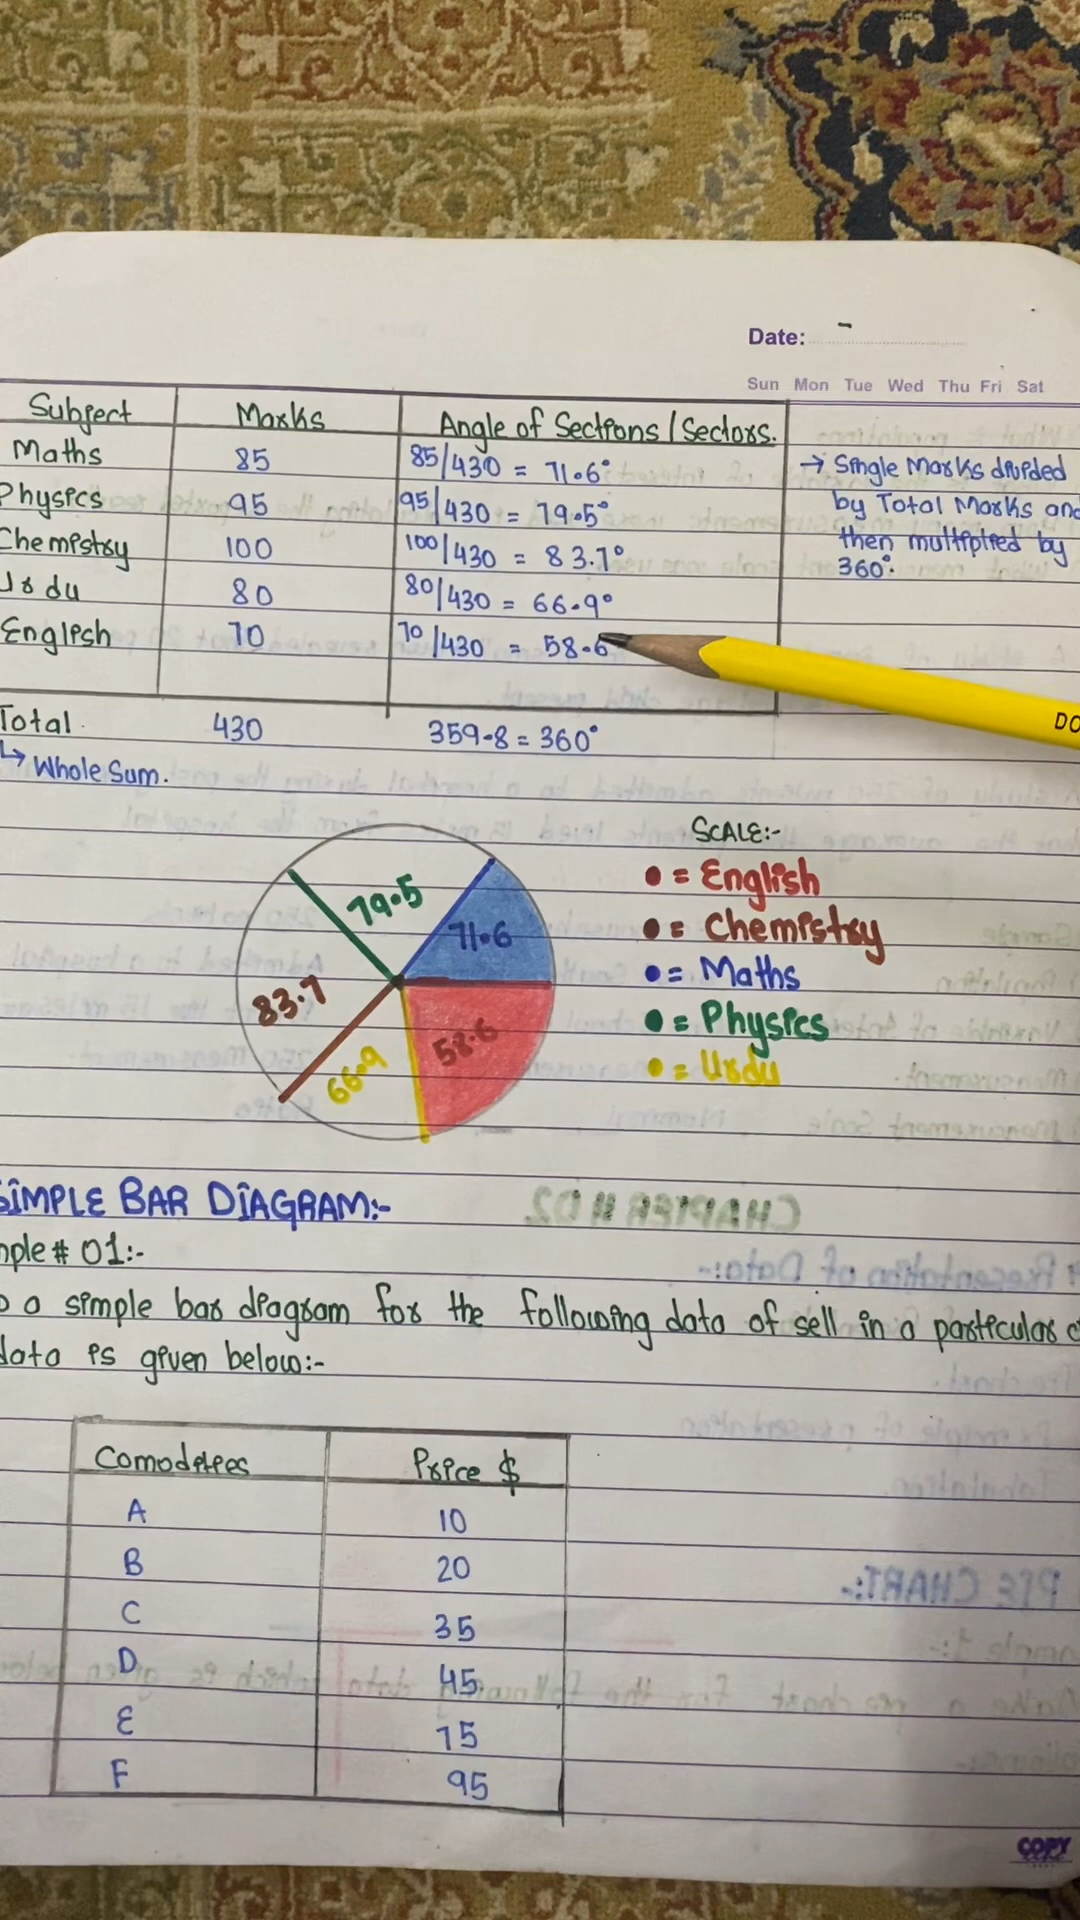 Date:
Sun Mon Tue Wed Thu Fri Sat
Subject Marks Angle of Sections / Sectors.
Maths 85 85/430 = 71.6°
Physics 95 95/430 = 79.5°
Chemistry 100 100/430 = 83.7°
Urdu 80 80/430 = 66.9°
English 70 70/430 = 58.6
→ Single Marks divided
by Total Marks and
then multiplied by
360°.
Total. 430 359.8 = 360°
↳ Whole Sum.
SCALE:-
• = English
• = Chemistry
• = Maths
• = Physics
• = Urdu
79.5
71.6
83.7
58.6
66.9
SIMPLE BAR DIAGRAM:-
mple # 01:-
a simple bar diagram for the following data of sell in a particular
data is given below:-
Comodities Price $
A 10
B 20
C 35
D 45
E 75
F 95
COPY